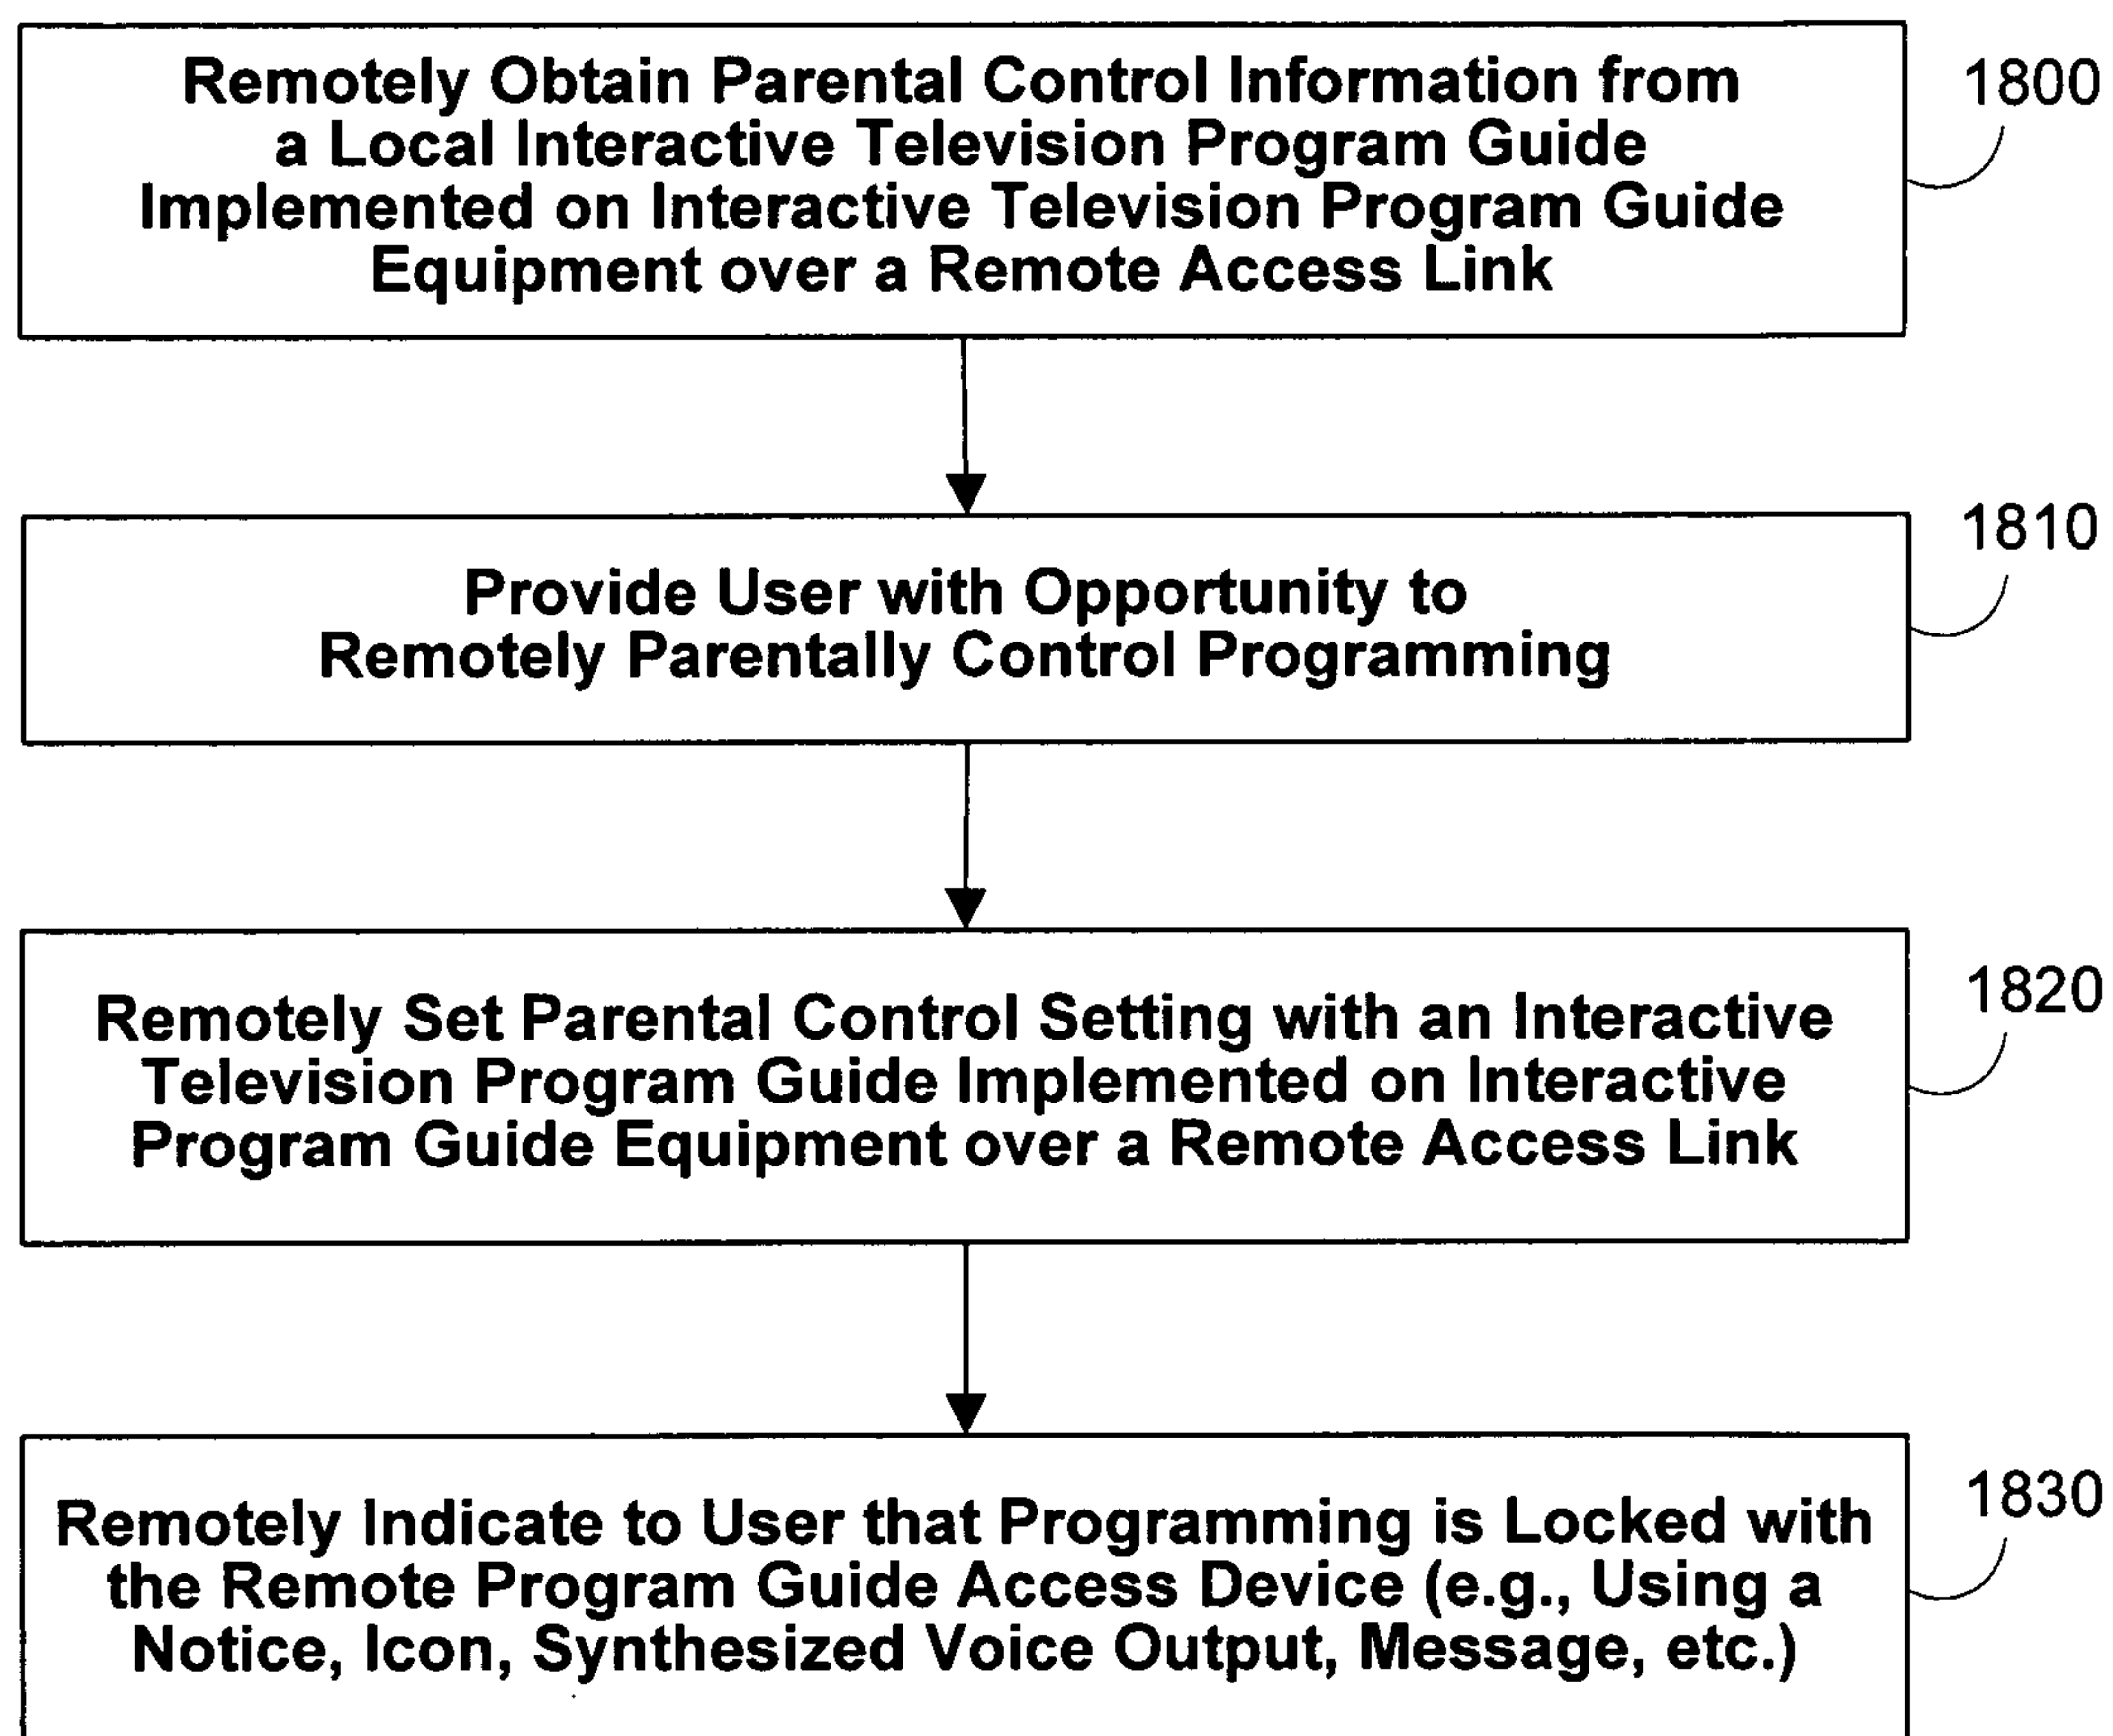 Remotely Obtain Parental Control Information from
a Local Interactive Television Program Guide
Implemented on Interactive Television Program Guide
Equipment over a Remote Access Link
1800
Provide User with Opportunity to
Remotely Parentally Control Programming
1810
Remotely Set Parental Control Setting with an Interactive
Television Program Guide Implemented on Interactive
Program Guide Equipment over a Remote Access Link
1820
Remotely Indicate to User that Programming is Locked with
the Remote Program Guide Access Device (e.g., Using a
Notice, Icon, Synthesized Voice Output, Message, etc.)
1830